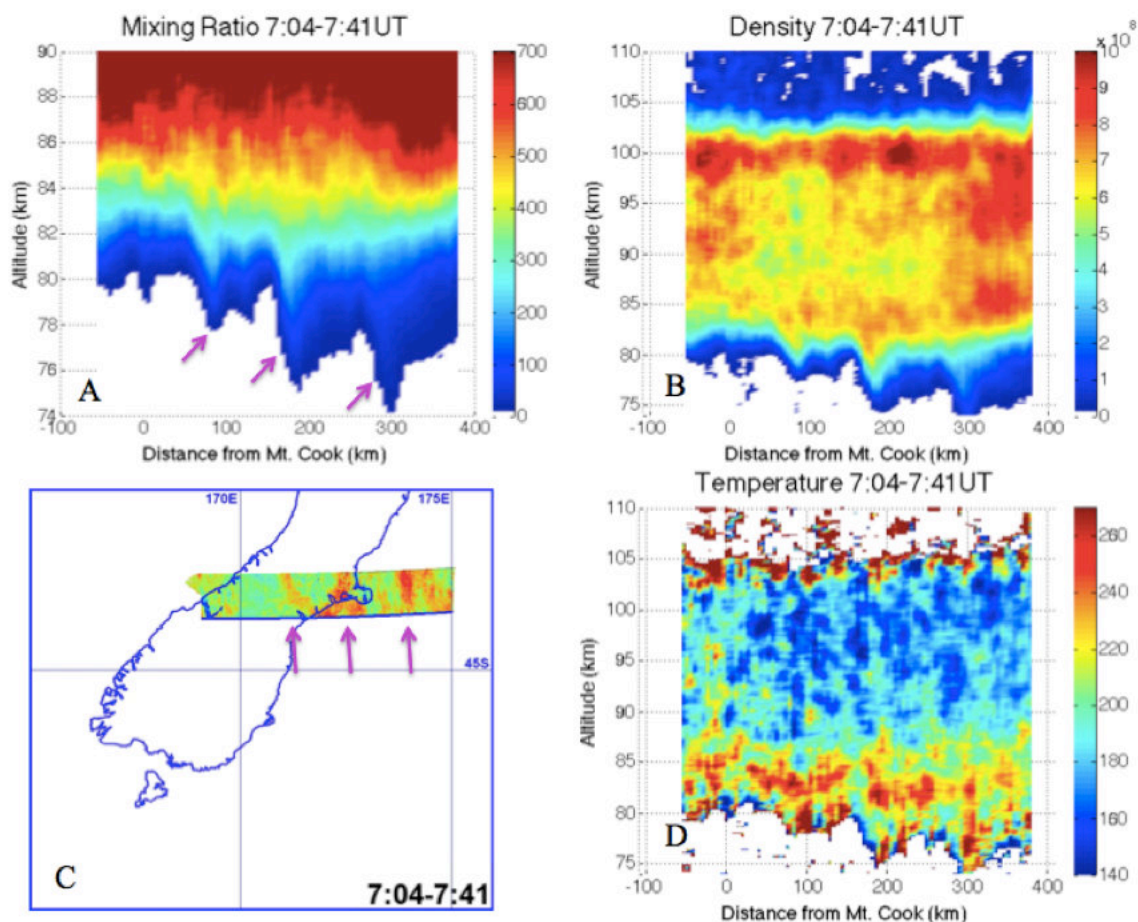 Mixing Ratio 7:04-7:41UT
90
88
86
84
82
80
78
76
74
Altitude (km)
-100 0 100 200 300 400
Distance from Mt. Cook (km)
700
600
500
400
300
200
100
0
A
Density 7:04-7:41UT
110
105
100
95
90
85
80
75
Altitude (km)
-100 0 100 200 300 400
Distance from Mt. Cook (km)
x 10^8
10
9
8
7
6
5
4
3
2
1
0
B
170E 175E
45S
C
7:04-7:41
Temperature 7:04-7:41UT
110
105
100
95
90
85
80
75
Altitude (km)
-100 0 100 200 300 400
Distance from Mt. Cook (km)
260
240
220
200
180
160
140
D